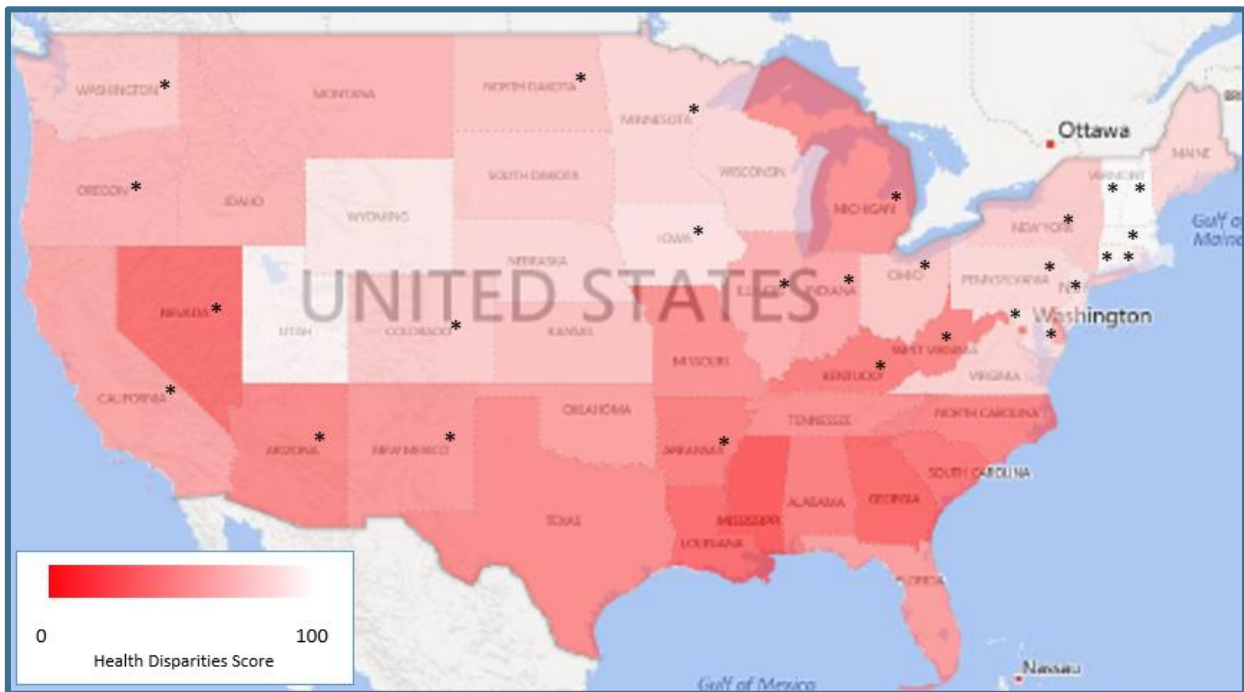 WASHINGTON*
MONTANA
NORTH DAKOTA*
MINNESOTA*
Ottawa
MAINE
VERMONT
* *
OREGON*
IDAHO
SOUTH DAKOTA
WISCONSIN
MICHIGAN*
NEW YORK*
Gulf of
Maine
WYOMING
IOWA*
*
* *
NEBRASKA
OHIO*
PENNSYLVANIA*
*
UNITED STATES
NEVADA*
UTAH
COLORADO*
KANSAS
ILLINOIS*
INDIANA*
*
Washington
*
WEST VIRGINIA*
MISSOURI
KENTUCKY*
VIRGINIA
CALIFORNIA*
OKLAHOMA
TENNESSEE
NORTH CAROLINA
ARIZONA*
NEW MEXICO*
ARKANSAS*
SOUTH CAROLINA
TEXAS
MISSISSIPPI
ALABAMA
GEORGIA
LOUISIANA
FLORIDA
0 100
Health Disparities Score
Gulf of Mexico
Nassau